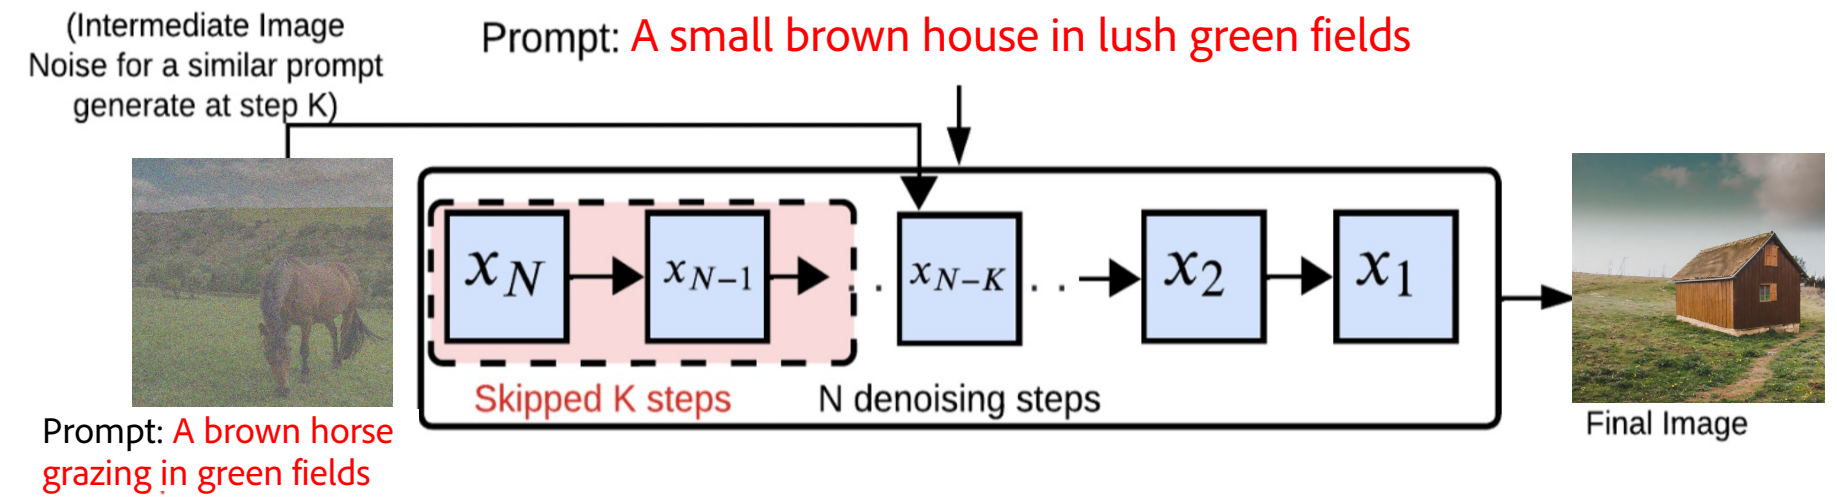 (Intermediate Image
Noise for a similar prompt
generate at step K)
Prompt: A small brown house in lush green fields
x_N
x_{N-1}
. .
x_{N-K}
. .
x_2
x_1
Skipped K steps
N denoising steps
Prompt: A brown horse
grazing in green fields
Final Image